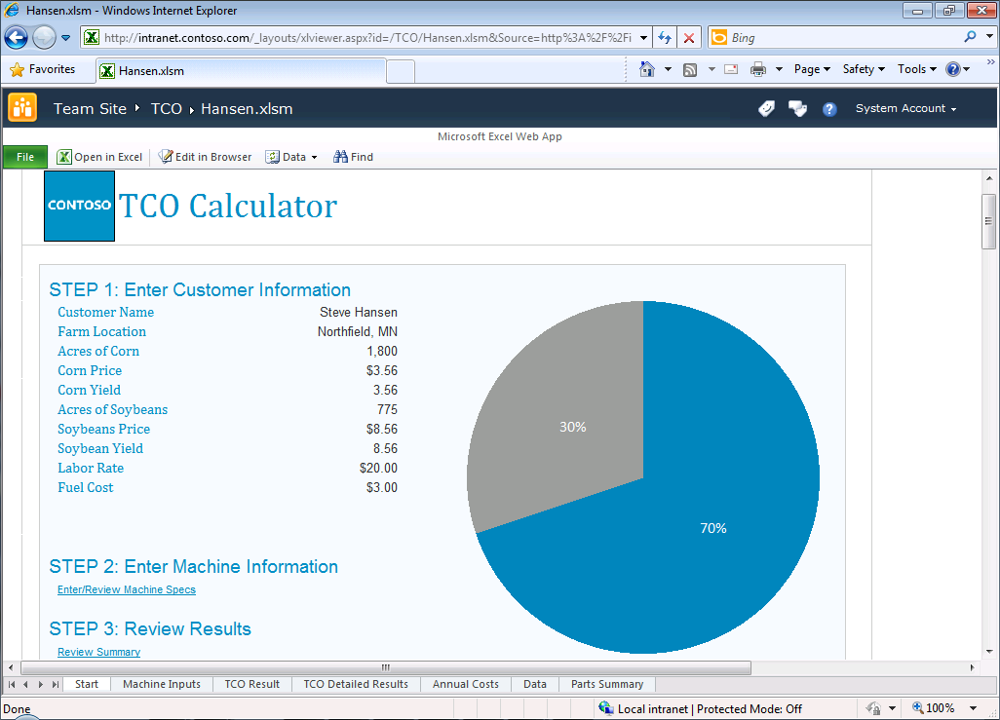 Hansen.xlsm - Windows Internet Explorer
http://intranet.contoso.com/_layouts/xlviewer.aspx?id=/TCO/Hansen.xlsm&Source=http%3A%2F%2Fi
Bing
Favorites
Hansen.xlsm
Page Safety Tools
Team Site TCO Hansen.xlsm
System Account
Microsoft Excel Web App
File Open in Excel Edit in Browser Data Find
CONTOSO
TCO Calculator
STEP 1: Enter Customer Information
Customer Name Steve Hansen
Farm Location Northfield, MN
Acres of Corn 1,800
Corn Price $3.56
Corn Yield 3.56
Acres of Soybeans 775
Soybeans Price $8.56
Soybean Yield 8.56
Labor Rate $20.00
Fuel Cost $3.00
30%
70%
STEP 2: Enter Machine Information
Enter/Review Machine Specs
STEP 3: Review Results
Review Summary
Start Machine Inputs TCO Result TCO Detailed Results Annual Costs Data Parts Summary
Done
Local intranet | Protected Mode: Off
100%